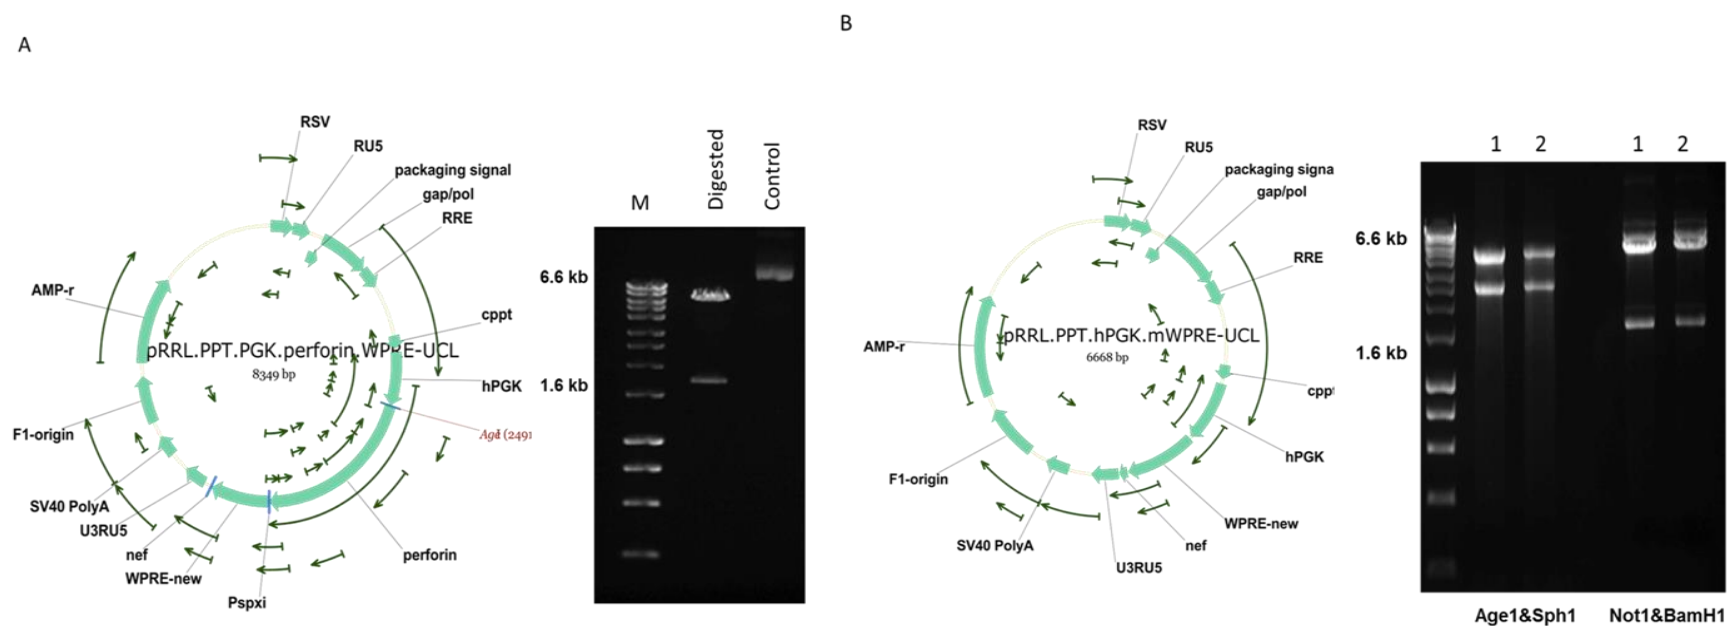 A
RSV
RU5
packaging signal
gap/pol
RRE
AMP-r
cppt
pRRL.PPT.PGK.perforin.WPRE-UCL
8349 bp
hPGK
AgeI (2491
F1-origin
SV40 PolyA
U3RU5
nef
WPRE-new
perforin
Pspxi
M
Digested
Control
6.6 kb
1.6 kb
B
RSV
RU5
packaging signa
gap/pol
RRE
AMP-r
pRRL.PPT.hPGK.mWPRE-UCL
6668 bp
cppt
hPGK
F1-origin
WPRE-new
SV40 PolyA
nef
U3RU5
1 2 1 2
6.6 kb
1.6 kb
Age1&Sph1 Not1&BamH1